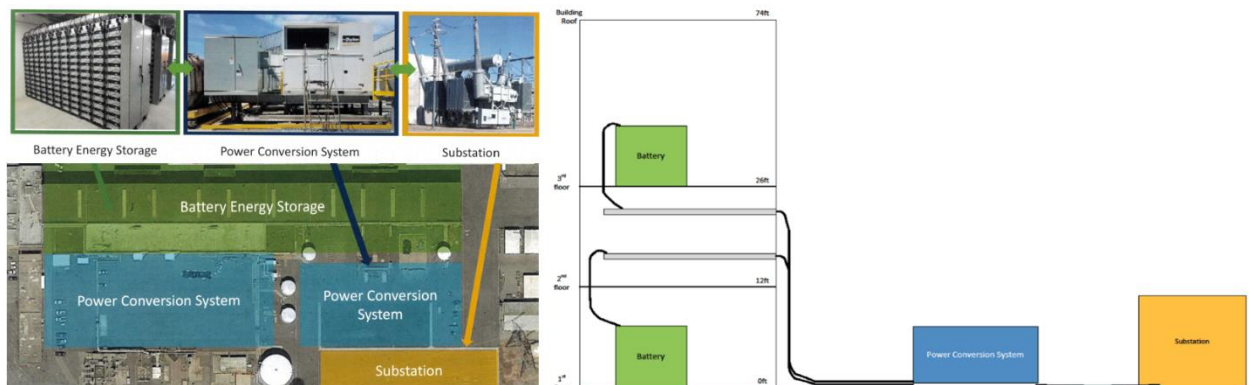 Battery Energy Storage
Power Conversion System
Substation
Battery Energy Storage
Power Conversion System
Power Conversion
System
Substation
Building
Roof
74ft
Battery
3rd
floor
26ft
2nd
floor
12ft
Battery
1st
0ft
Power Conversion System
Substation